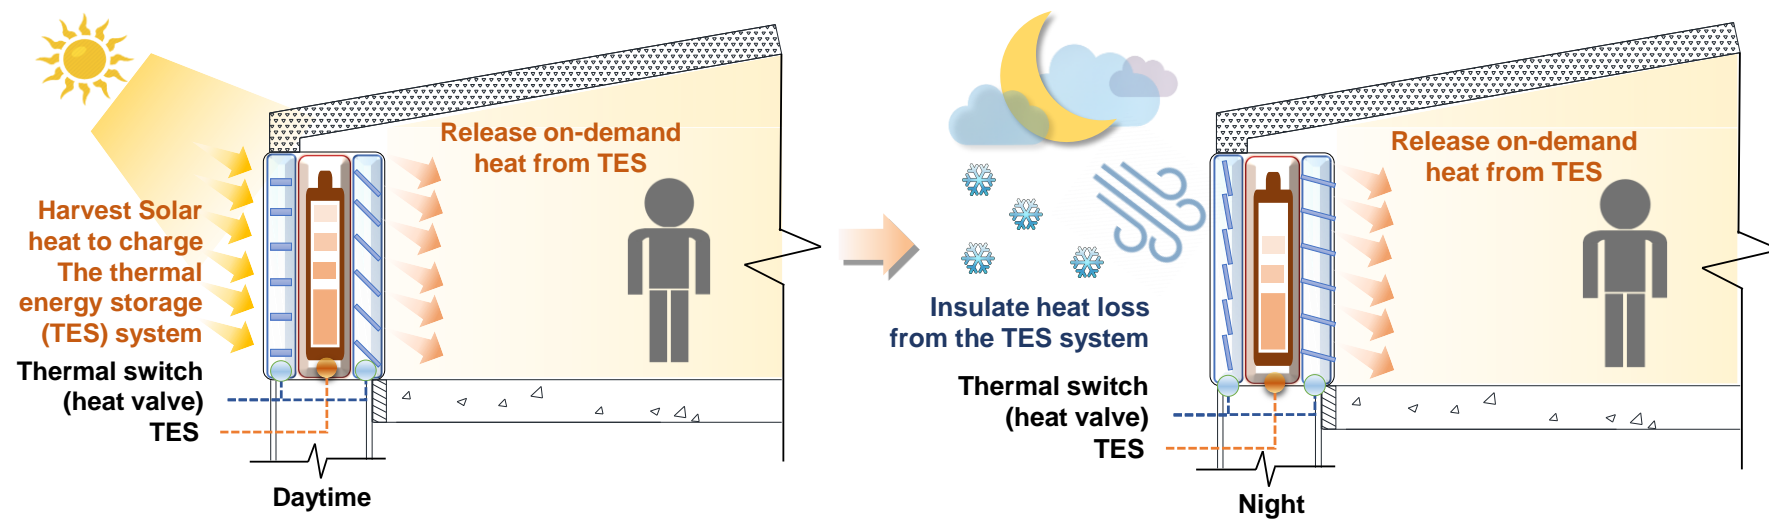 Release on-demand
heat from TES
Harvest Solar
heat to charge
The thermal
energy storage
(TES) system
Thermal switch
(heat valve)
TES
Daytime
Release on-demand
heat from TES
Insulate heat loss
from the TES system
Thermal switch
(heat valve)
TES
Night